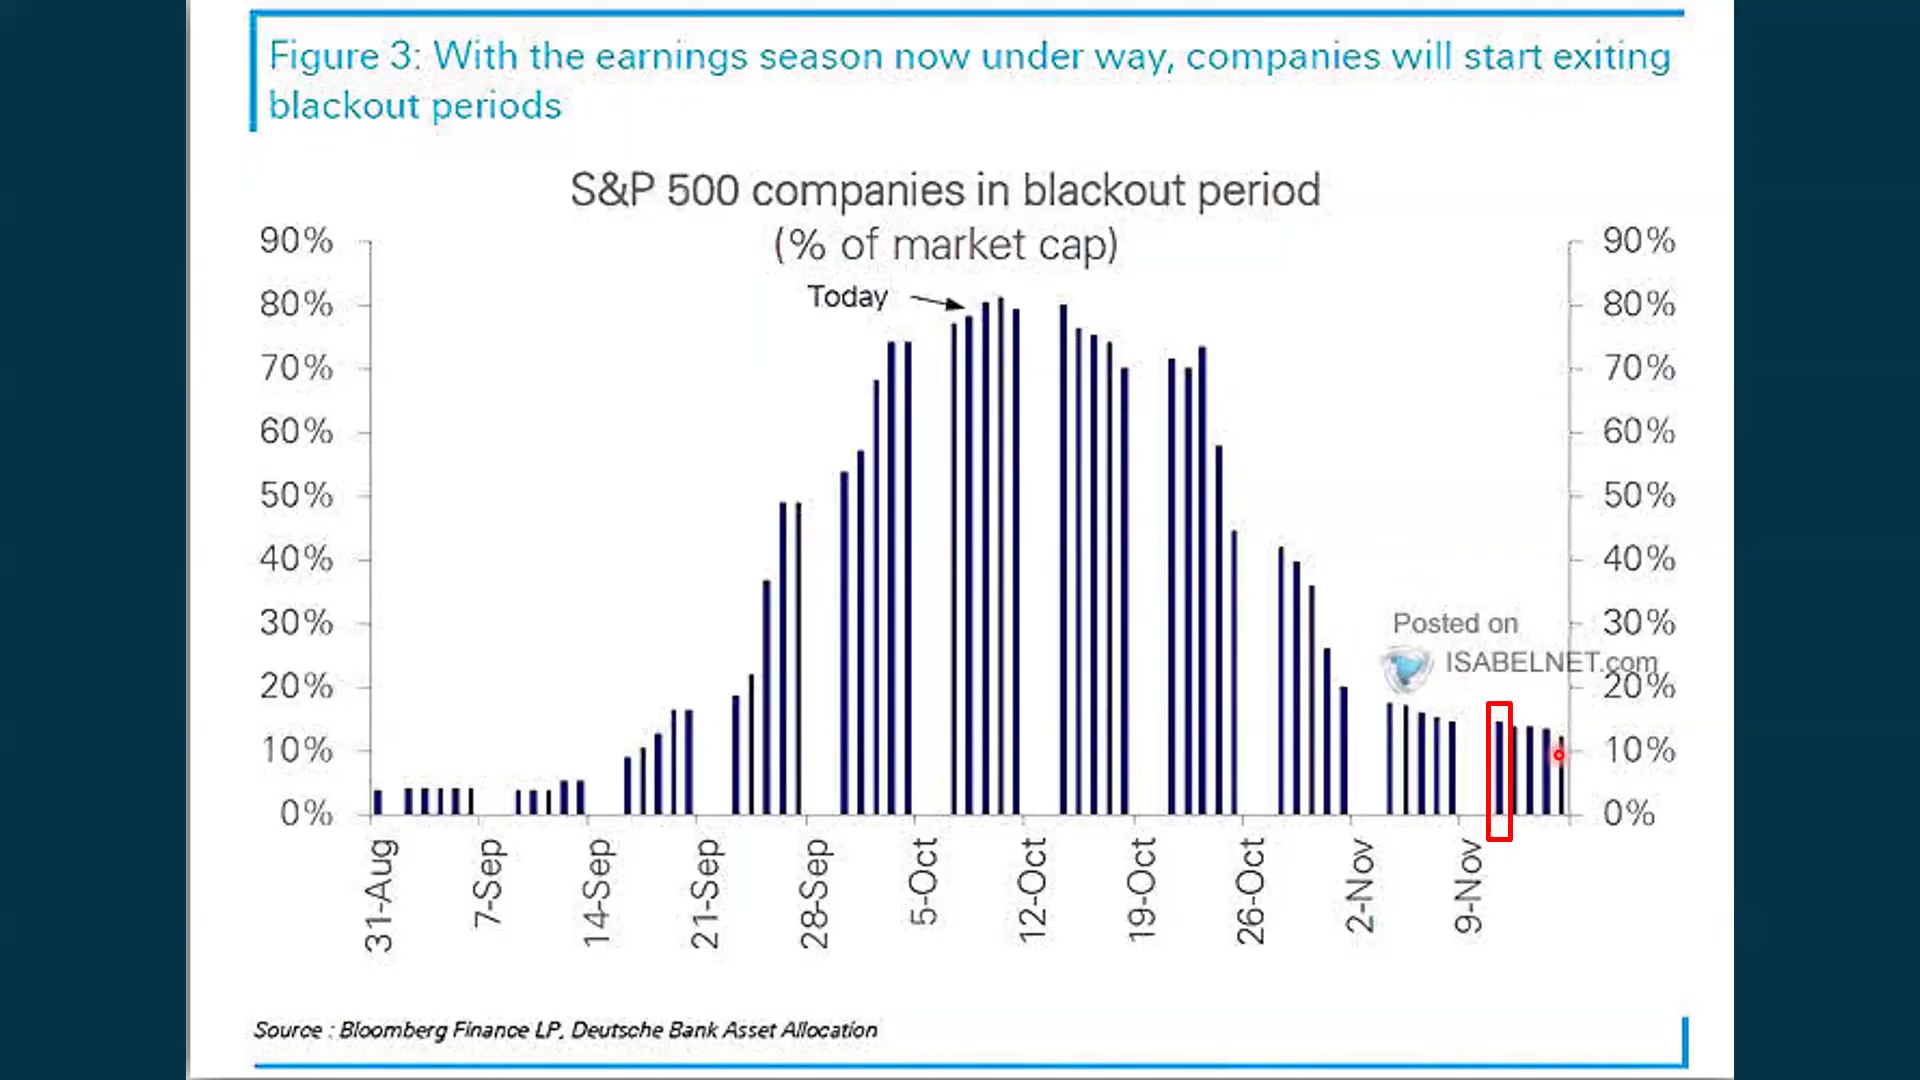 Figure 3: With the earnings season now under way, companies will start exiting
blackout periods
S&P 500 companies in blackout period
(% of market cap)
Today
90%
80%
70%
60%
50%
40%
30%
20%
10%
0%
90%
80%
70%
60%
50%
40%
30%
20%
10%
0%
Posted on
ISABELNET.com
31-Aug
7-Sep
14-Sep
21-Sep
28-Sep
5-Oct
12-Oct
19-Oct
26-Oct
2-Nov
9-Nov
Source : Bloomberg Finance LP, Deutsche Bank Asset Allocation